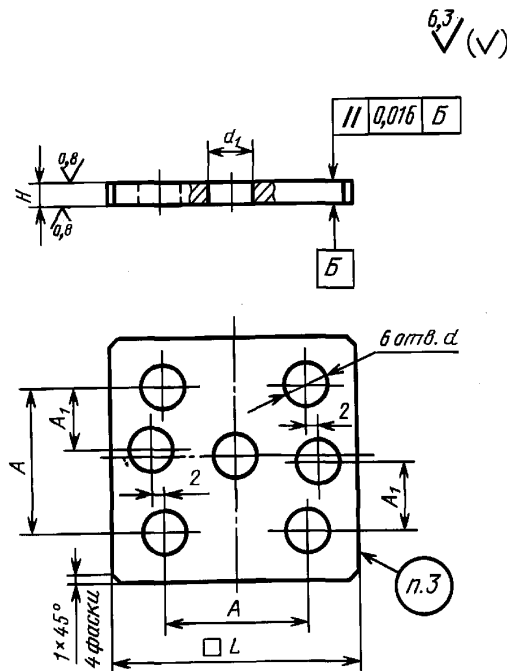 6,3 (√)
// 0,016 Б
d₁
0,8
H
0,8
Б
6 отв. d
2
A₁
A
2
A₁
1×45°
4 фаски
A
п.3
□ L